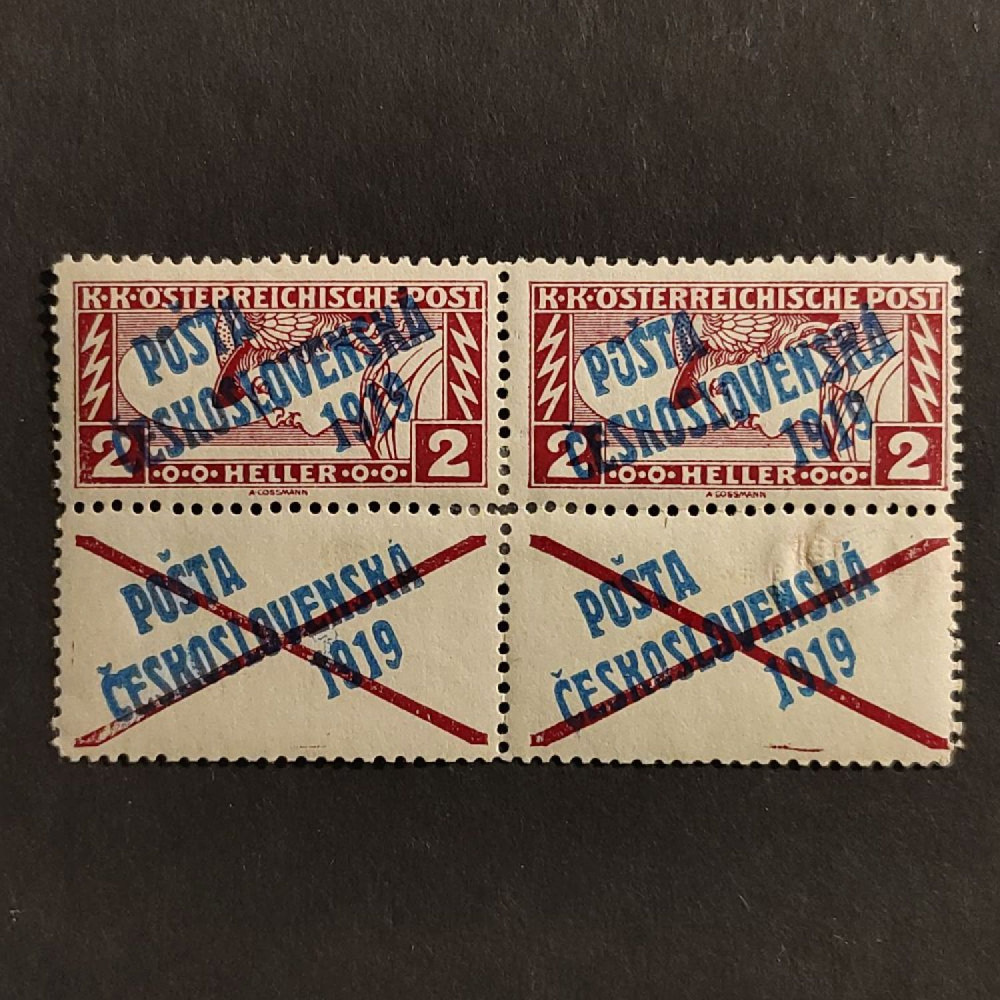 K·K·ÖSTERREICHISCHE POST
POŠTA
ČESKOSLOVENSKÁ
1919
2 ·O·O·HELLER·O·O· 2
A·COSSMANN
K·K·ÖSTERREICHISCHE POST
POŠTA
ČESKOSLOVENSKÁ
1919
2 ·O·O·HELLER·O·O· 2
A COSSMANN
POŠTA
ČESKOSLOVENSKÁ
1919
POŠTA
ČESKOSLOVENSKÁ
1919